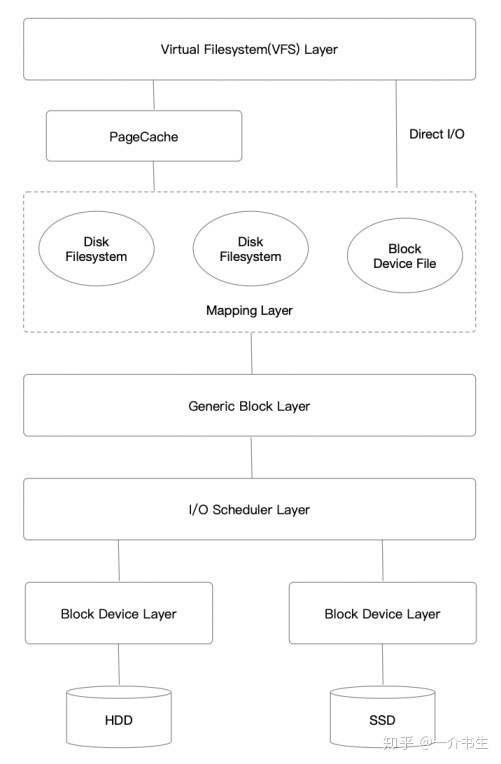 Virtual Filesystem(VFS) Layer
PageCache
Direct I/O
Disk
Filesystem
Disk
Filesystem
Block
Device File
Mapping Layer
Generic Block Layer
I/O Scheduler Layer
Block Device Layer
Block Device Layer
HDD
SSD
知乎 @一介书生